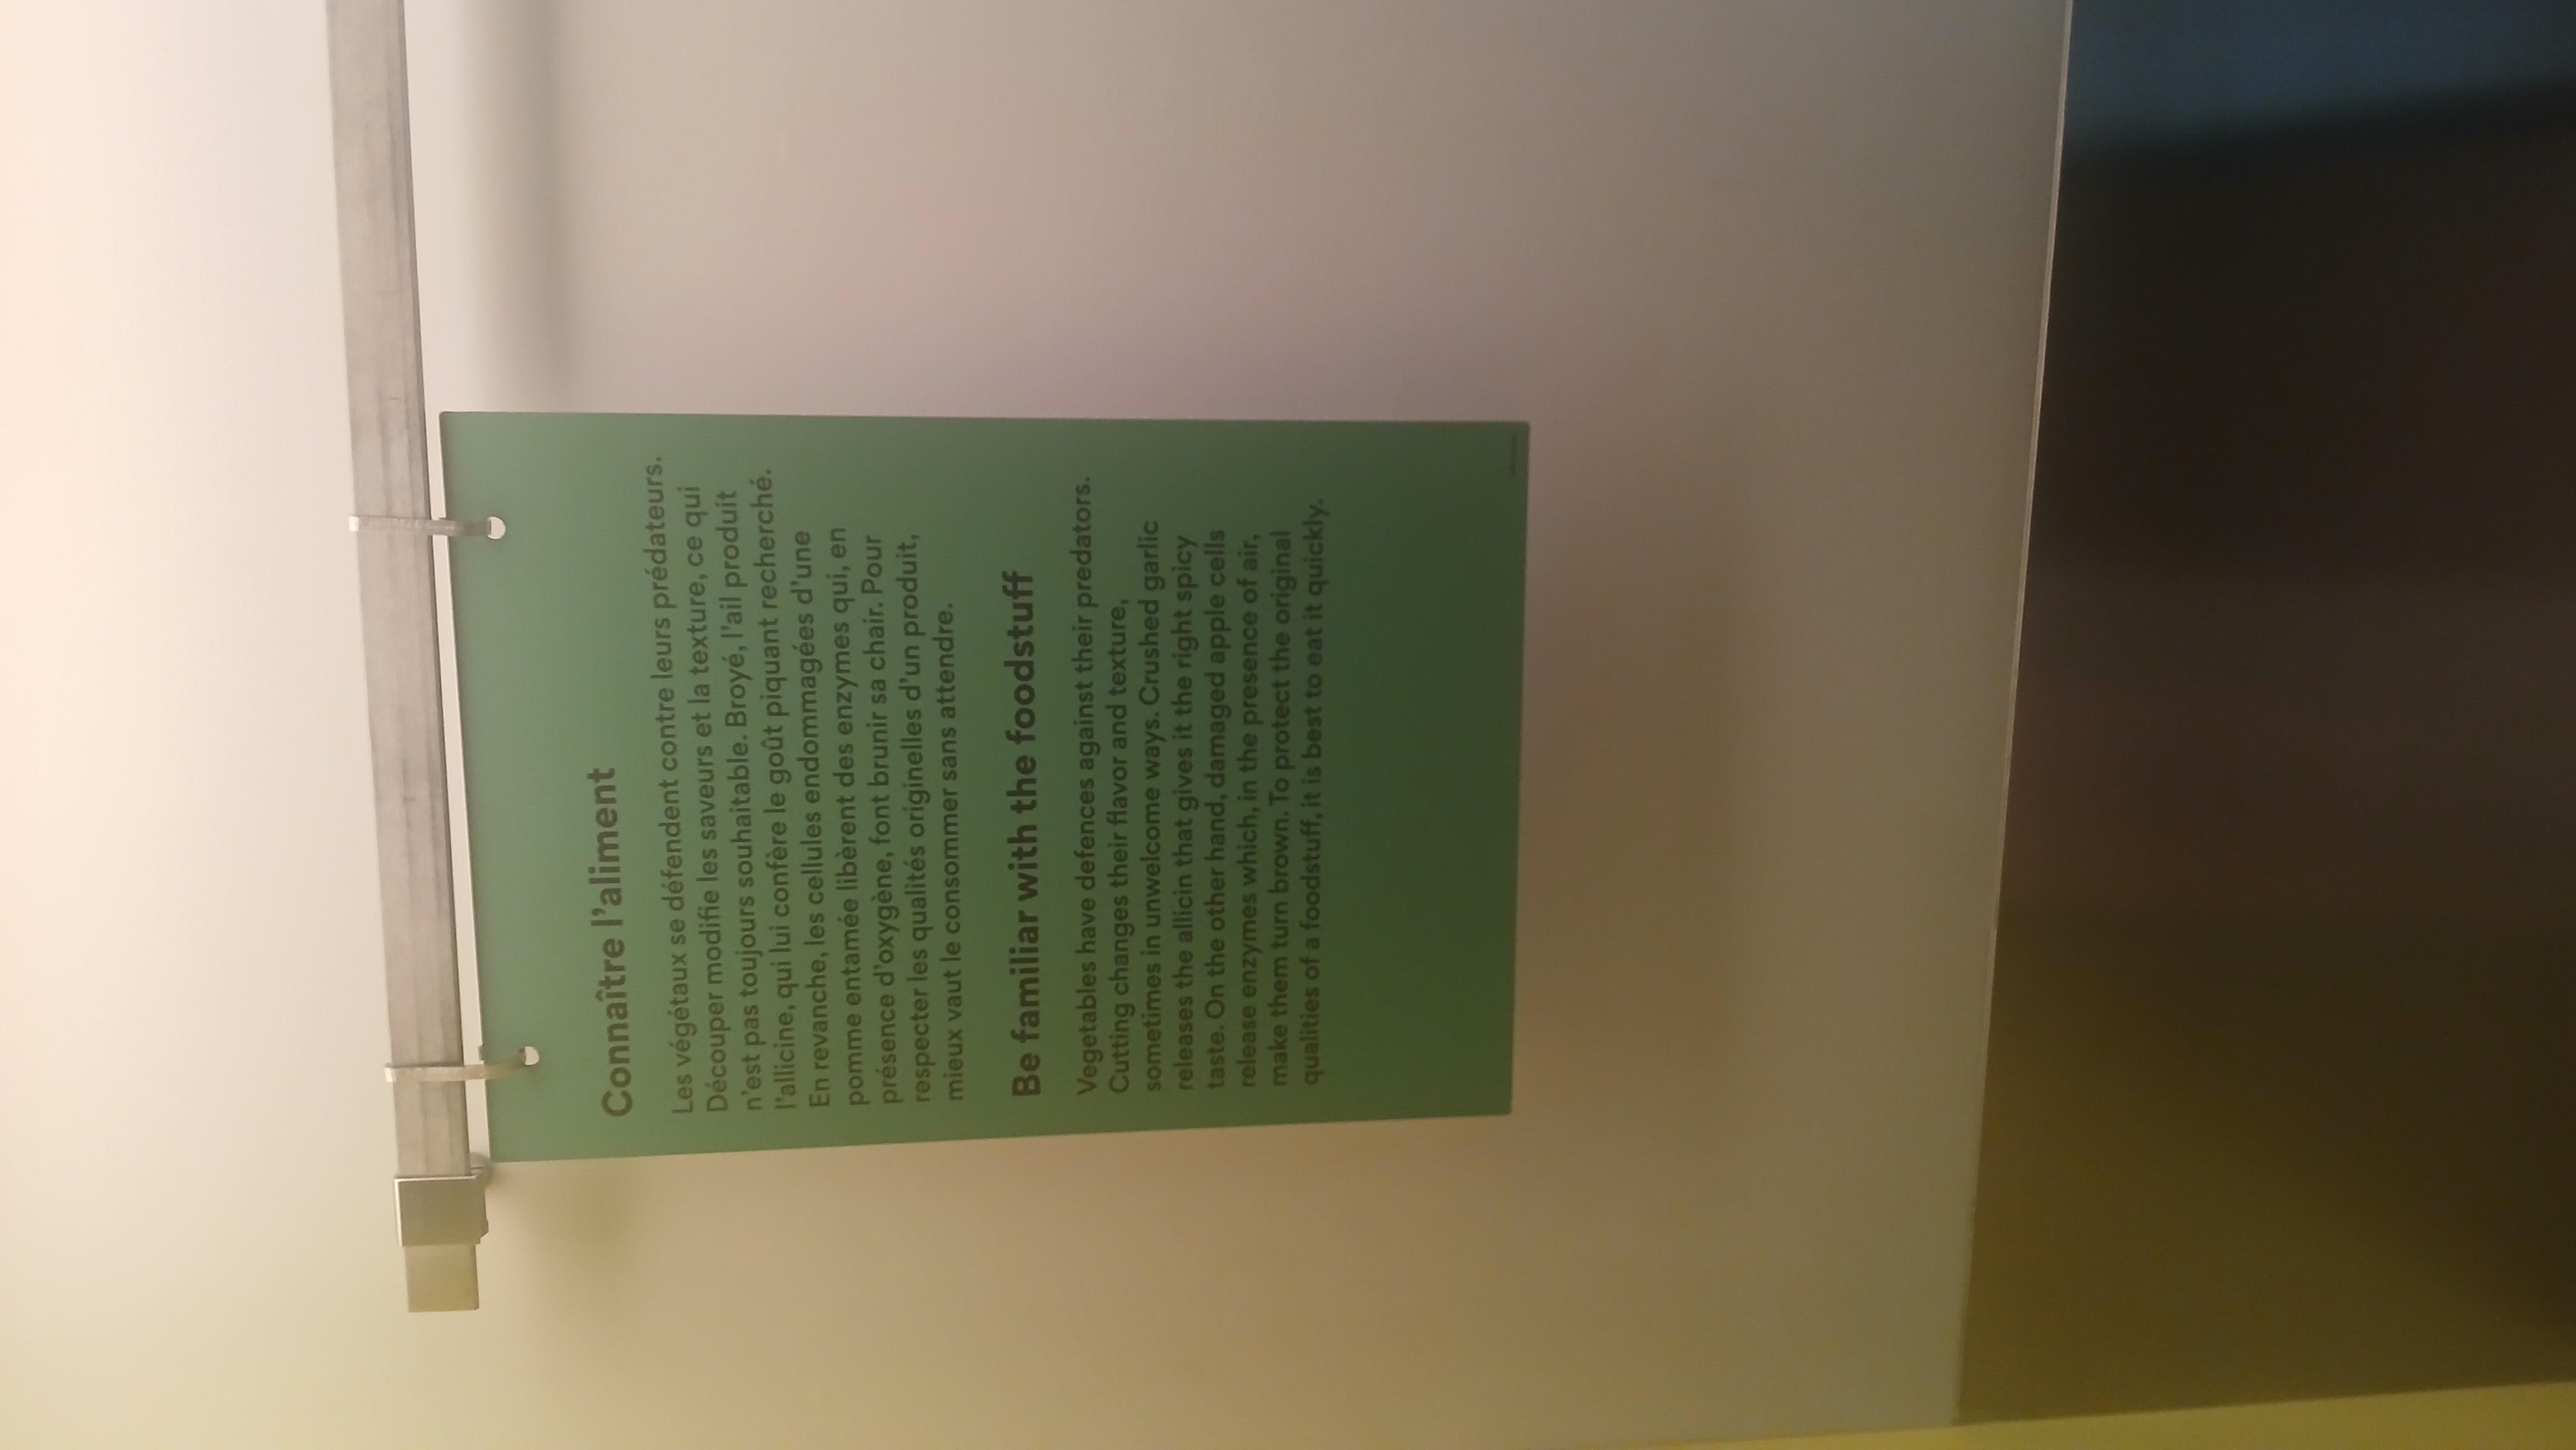 Connaître l'aliment
Les végétaux se défendent contre leurs prédateurs.
Découper modifie les saveurs et la texture, ce qui
n'est pas toujours souhaitable. Broyé, l'ail produit
l'allicine, qui lui confère le goût piquant recherché.
En revanche, les cellules endommagées d'une
pomme entamée libèrent des enzymes qui, en
présence d'oxygène, font brunir sa chair. Pour
respecter les qualités originelles d'un produit,
mieux vaut le consommer sans attendre.
Be familiar with the foodstuff
Vegetables have defences against their predators.
Cutting changes their flavor and texture,
sometimes in unwelcome ways. Crushed garlic
releases the allicin that gives it the right spicy
taste. On the other hand, damaged apple cells
release enzymes which, in the presence of air,
make them turn brown. To protect the original
qualities of a foodstuff, it is best to eat it quickly.